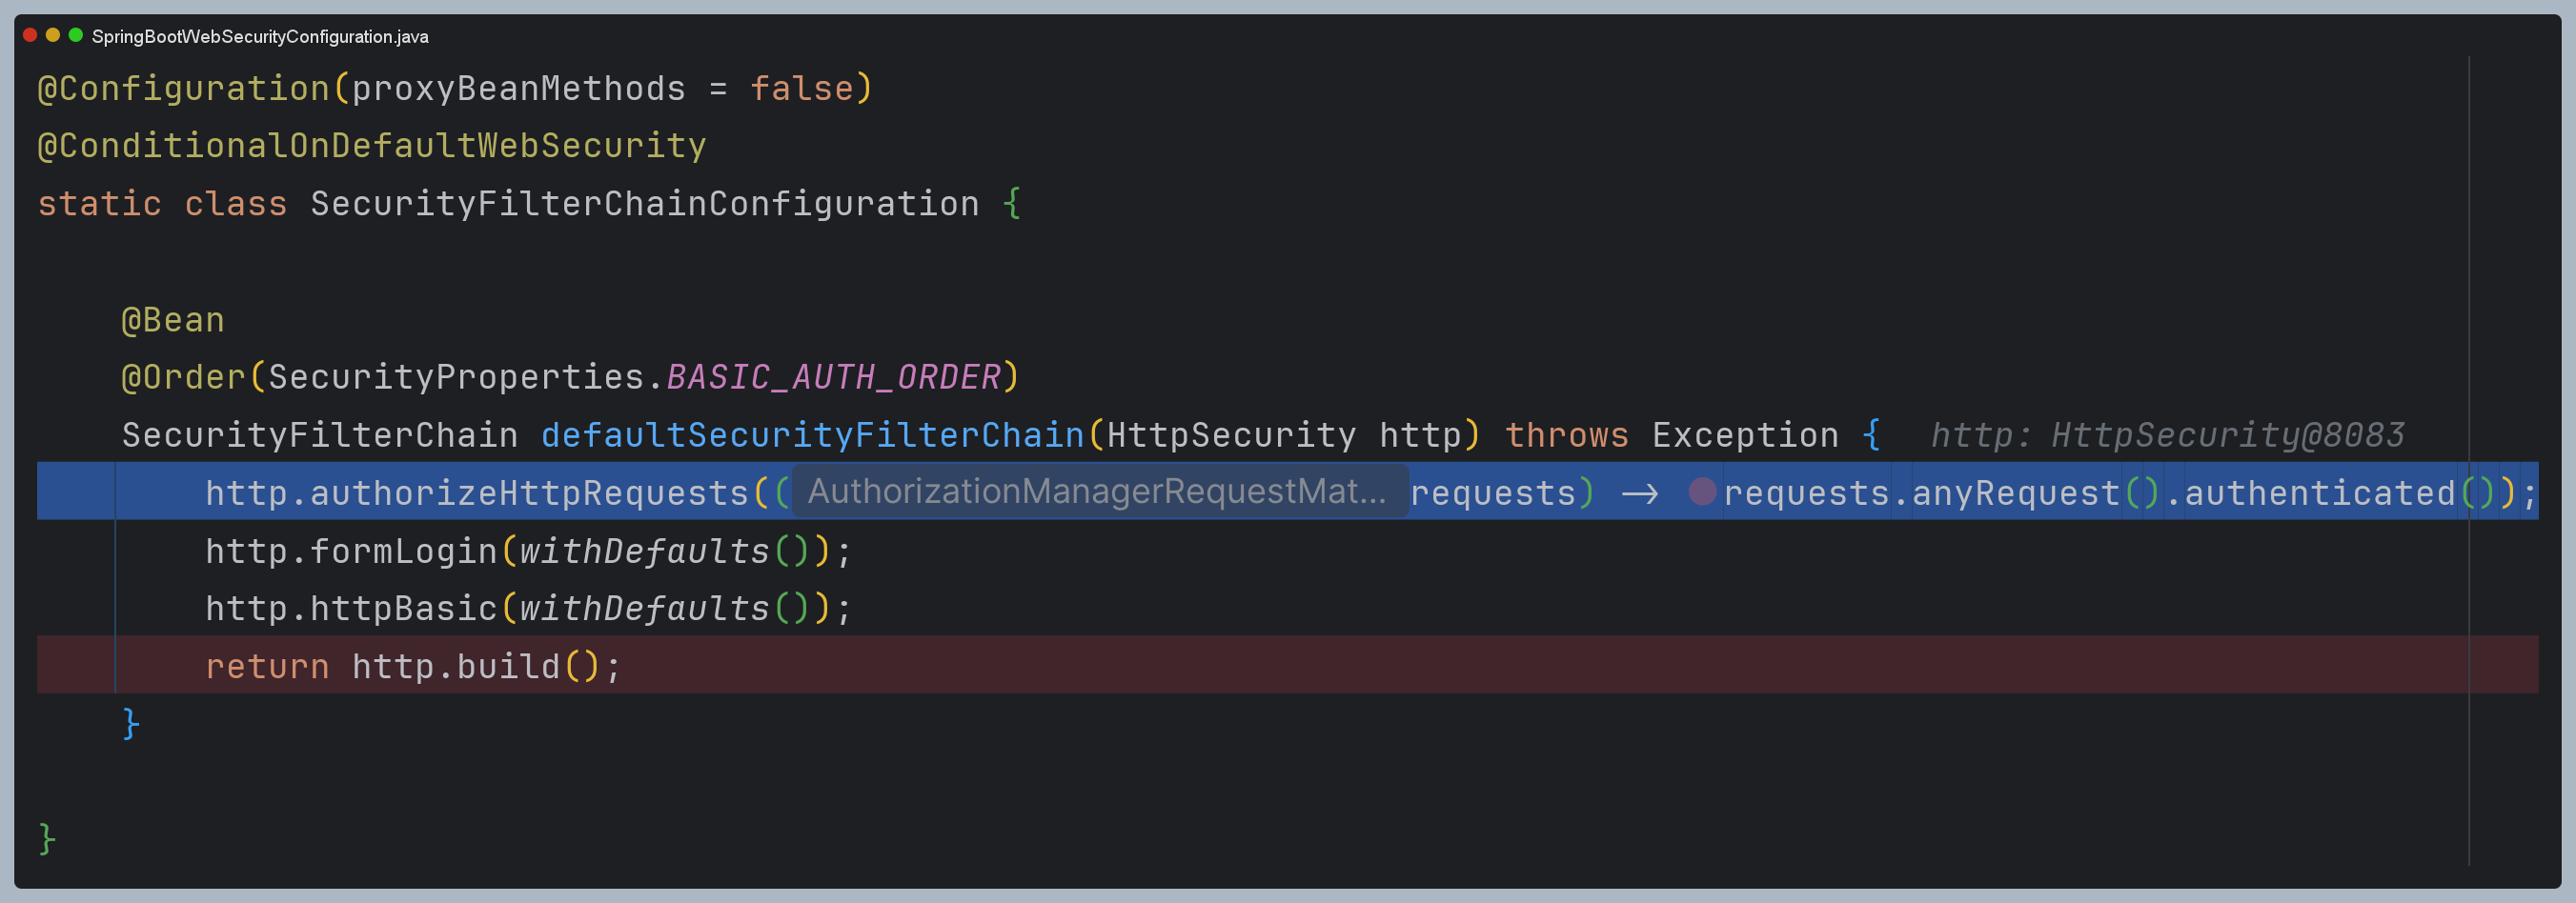 SpringBootWebSecurityConfiguration.java
@Configuration(proxyBeanMethods = false)
@ConditionalOnDefaultWebSecurity
static class SecurityFilterChainConfiguration {
@Bean
@Order(SecurityProperties.BASIC_AUTH_ORDER)
SecurityFilterChain defaultSecurityFilterChain(HttpSecurity http) throws Exception {   http: HttpSecurity@8083
http.authorizeHttpRequests(( AuthorizationManagerRequestMat... requests) → requests.anyRequest().authenticated());
http.formLogin(withDefaults());
http.httpBasic(withDefaults());
return http.build();
}
}